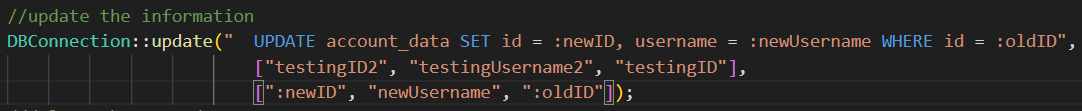 //update the information
DBConnection::update("  UPDATE account_data SET id = :newID, username = :newUsername WHERE id = :oldID",
["testingID2", "testingUsername2", "testingID"],
[":newID", "newUsername", ":oldID"]);